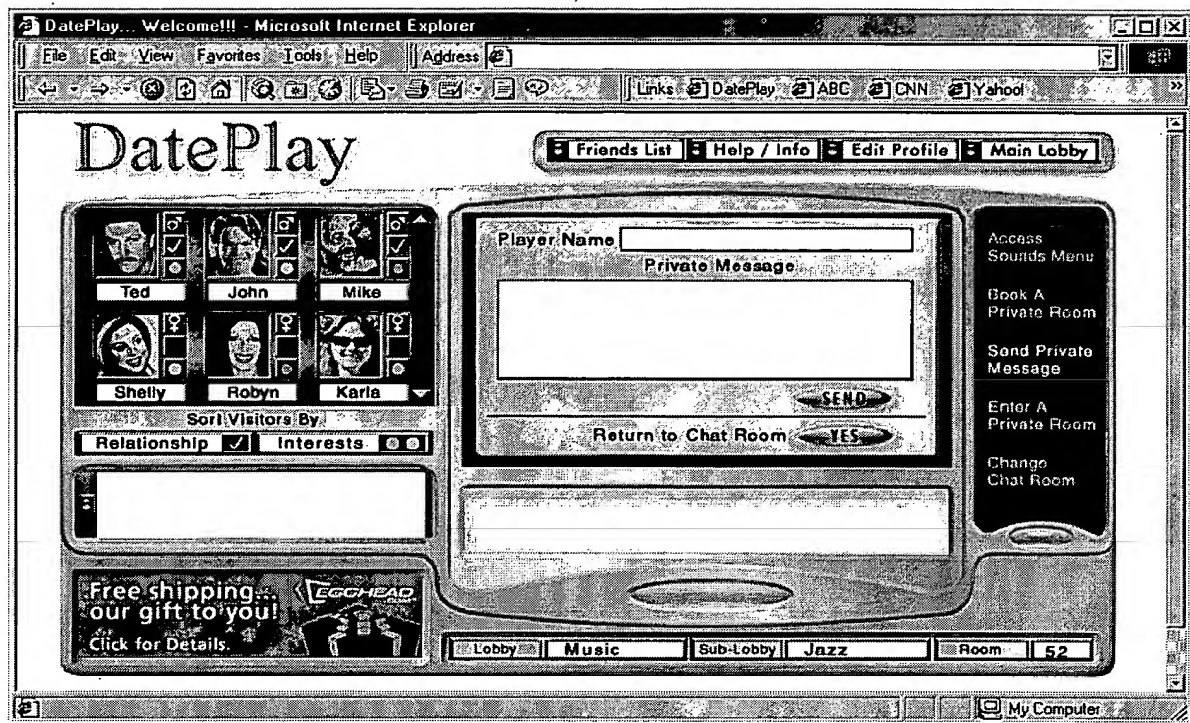 DatePlay... Welcome!!! - Microsoft Internet Explorer
File Edit View Favorites Tools Help Address
Links DatePlay ABC CNN Yahoo!
DatePlay
Friends List Help / Info Edit Profile Main Lobby
Ted John Mike
Shelly Robyn Karla
Sort Visitors By
Relationship Interests
Player Name
Private Message
SEND
Return to Chat Room YES
Access
Sounds Menu
Book A
Private Room
Send Private
Message
Enter A
Private Room
Change
Chat Room
Free shipping...
our gift to you!
Click for Details.
EGGHEAD
Lobby Music Sub-Lobby Jazz Room 52
My Computer